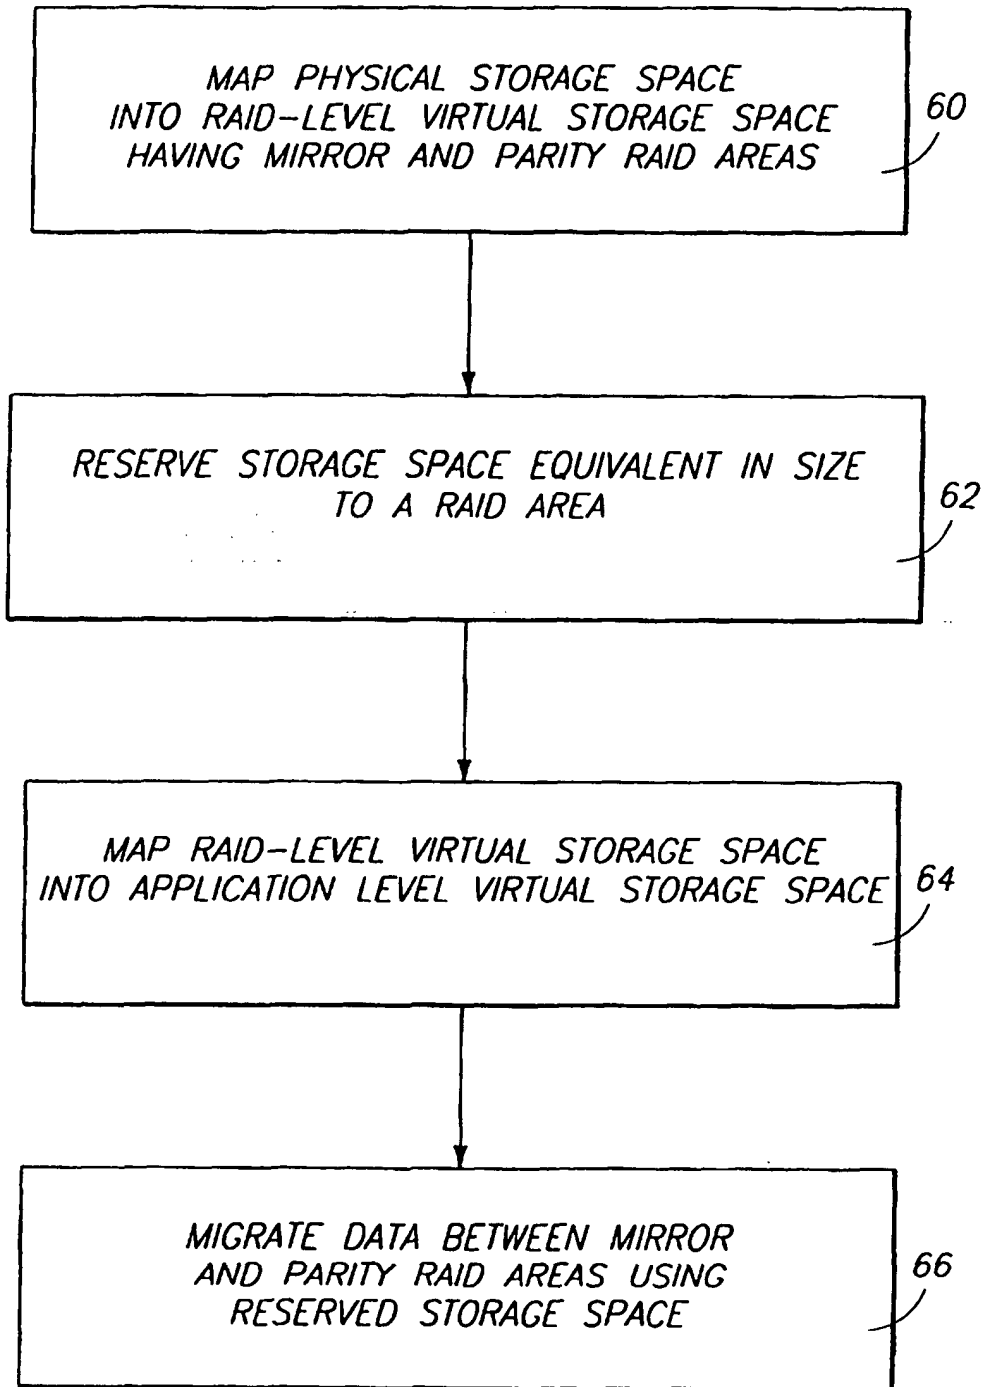 MAP PHYSICAL STORAGE SPACE
INTO RAID-LEVEL VIRTUAL STORAGE SPACE
HAVING MIRROR AND PARITY RAID AREAS
60
RESERVE STORAGE SPACE EQUIVALENT IN SIZE
TO A RAID AREA
62
MAP RAID-LEVEL VIRTUAL STORAGE SPACE
INTO APPLICATION LEVEL VIRTUAL STORAGE SPACE
64
MIGRATE DATA BETWEEN MIRROR
AND PARITY RAID AREAS USING
RESERVED STORAGE SPACE
66